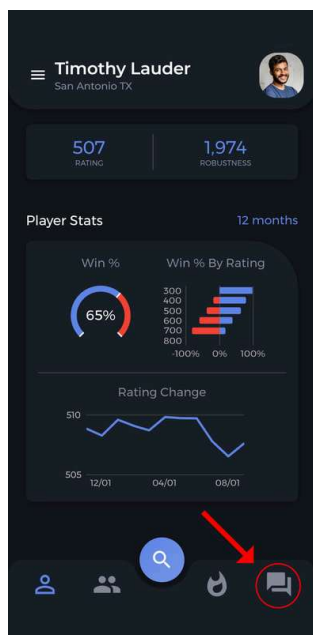 Timothy Lauder
San Antonio TX
507
RATING
1,974
ROBUSTNESS
Player Stats
12 months
Win %
65%
Win % By Rating
300
400
500
600
700
800
-100% 0% 100%
Rating Change
510
505
12/01 04/01 08/01